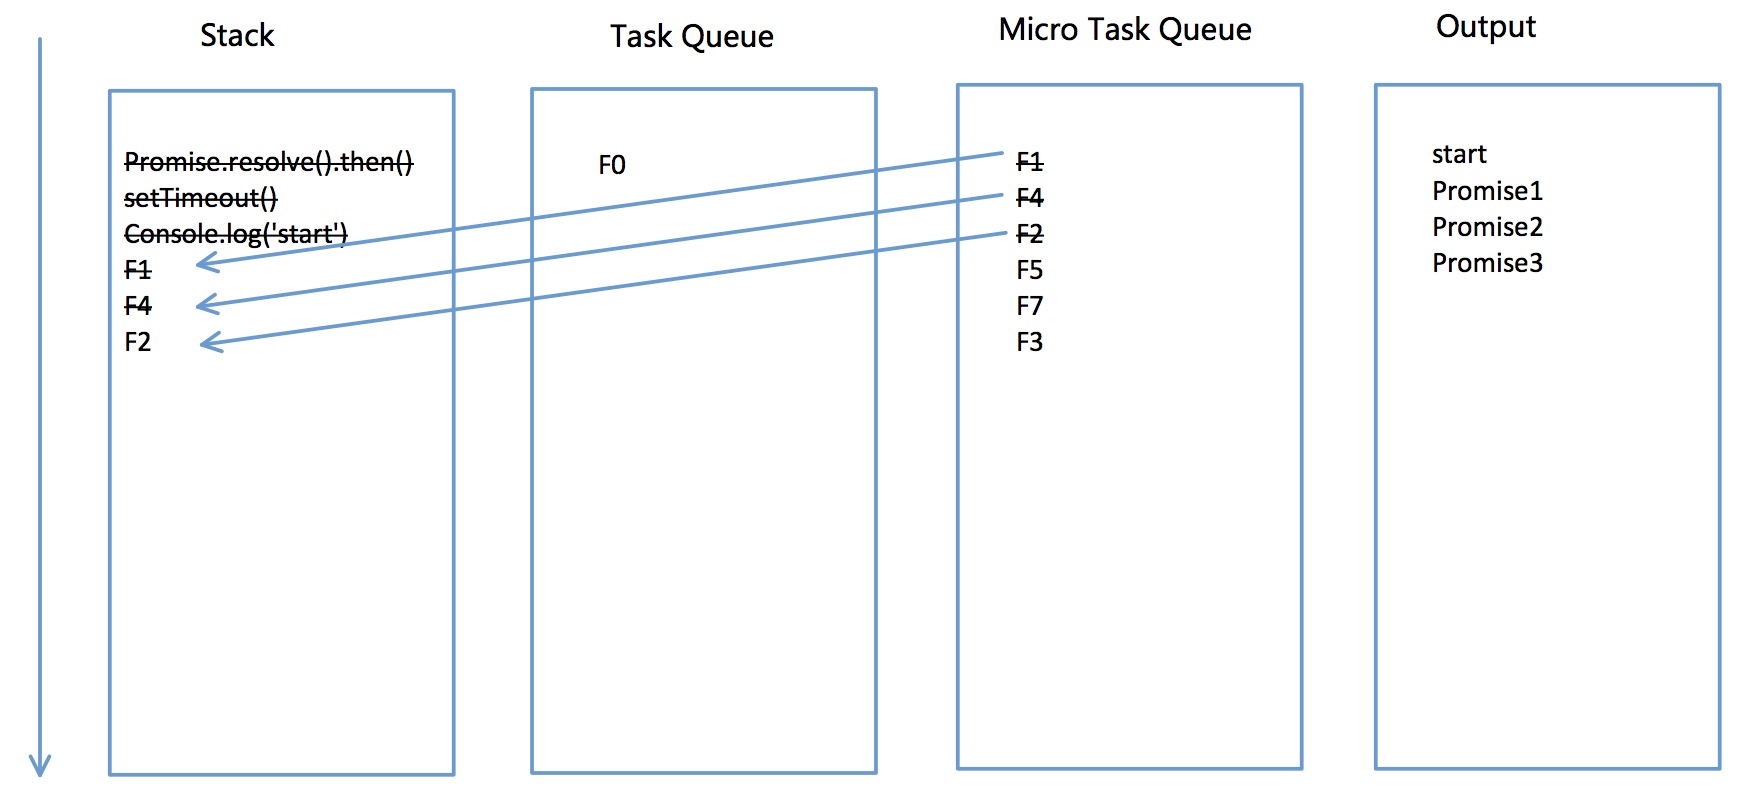 Stack
Task Queue
Micro Task Queue
Output
Promise.resolve().then()
setTimeout()
Console.log('start')
F1
F4
F2
F0
F1
F4
F2
F5
F7
F3
start
Promise1
Promise2
Promise3